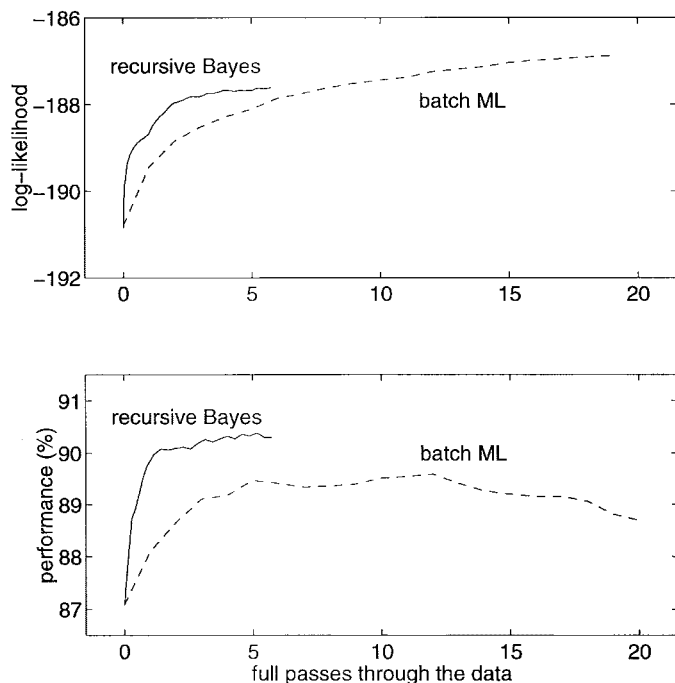 −186
−188
−190
−192
log−likelihood
recursive Bayes
batch ML
0
5
10
15
20
91
90
89
88
87
performance (%)
recursive Bayes
batch ML
0
5
10
15
20
full passes through the data